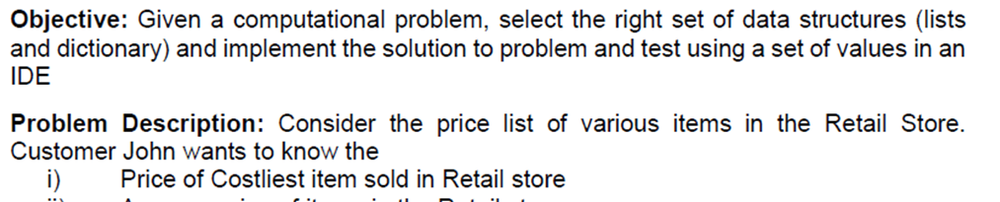 Objective: Given a computational problem, select the right set of data structures (lists
and dictionary) and implement the solution to problem and test using a set of values in an
IDE
Problem Description: Consider the price list of various items in the Retail Store.
Customer John wants to know the
i) Price of Costliest item sold in Retail store